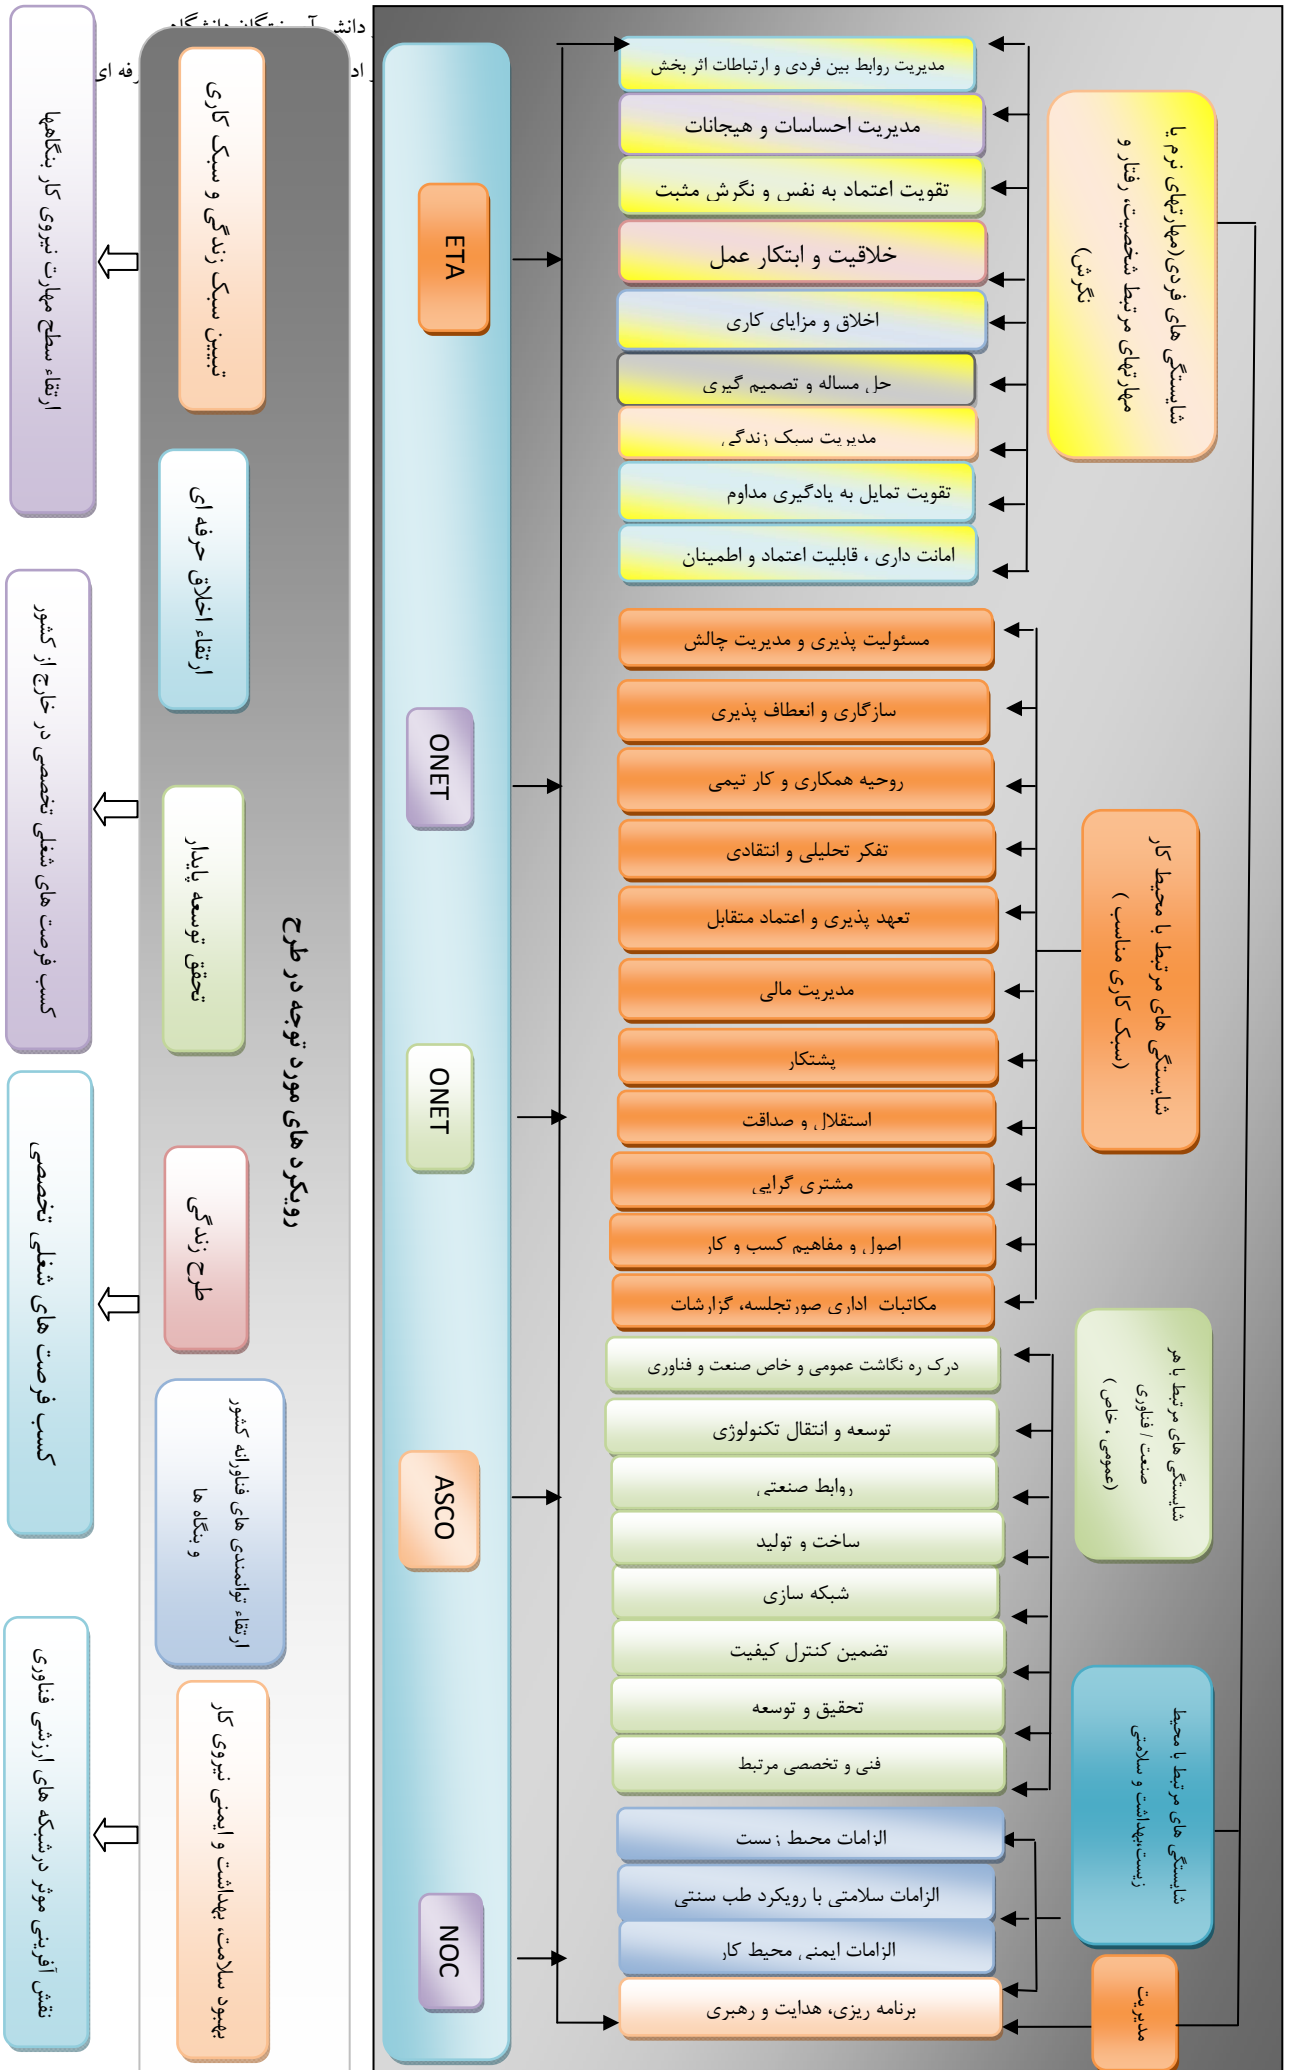 شایستگی های فردی(مهارتهای نرم یا
مهارتهای مرتبط شخصیت، رفتار و
نگرش)
مدیریت روابط بین فردی و ارتباطات اثر بخش
مدیریت احساسات و هیجانات
تقویت اعتماد به نفس و نگرش مثبت
خلاقیت و ابتکار عمل
اخلاق و مزایای کاری
حل مساله و تصمیم گیری
مدیریت سبک زندگی
تقویت تمایل به یادگیری مداوم
امانت داری ، قابلیت اعتماد و اطمینان
شایستگی های مرتبط با محیط کار
(سبک کاری مناسب )
مسئولیت پذیری و مدیریت چالش
سازگاری و انعطاف پذیری
روحیه همکاری و کار تیمی
تفکر تحلیلی و انتقادی
تعهد پذیری و اعتماد متقابل
مدیریت مالی
پشتکار
استقلال و صداقت
مشتری گرایی
اصول و مفاهیم کسب و کار
مکاتبات اداری صورتجلسه، گزارشات
شایستگی های مرتبط با هر
صنعت / فناوری
(عمومی ، خاص )
درک ره نگاشت عمومی و خاص صنعت و فناوری
توسعه و انتقال تکنولوژی
روابط صنعتی
ساخت و تولید
شبکه سازی
تضمین کنترل کیفیت
تحقیق و توسعه
فنی و تخصصی مرتبط
شایستگی های مرتبط با محیط
زیست،بهداشت و سلامتی
الزامات محیط زیست
الزامات سلامتی با رویکرد طب سنتی
الزامات ایمنی محیط کار
مدیریت
برنامه ریزی، هدایت و رهبری
ETA
ONET
ONET
ASCO
NOC
رویکرد های مورد توجه در طرح
تبیین سبک زندگی و سبک کاری
ارتقاء اخلاق حرفه ای
تحقق توسعه پایدار
طرح زندگی
ارتقاء توانمندی های فناورانه کشور
و بنگاه ها
بهبود سلامت، بهداشت و ایمنی نیروی کار
ارتقاء سطح مهارت نیروی کار بنگاهها
کسب فرصت های شغلی تخصصی در خارج از کشور
کسب فرصت های شغلی تخصصی
نقش آفرینی موثر درشبکه های ارزشی فناوری